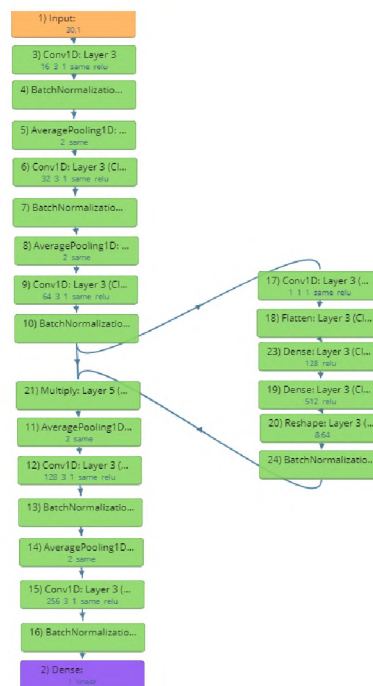 1) Input:
30,1
3) Conv1D: Layer 3
16 3 1 same relu
4) BatchNormalizatio...
5) AveragePooling1D: ...
2 same
6) Conv1D: Layer 3 (Cl...
32 3 1 same relu
7) BatchNormalizatio...
8) AveragePooling1D: ...
2 same
9) Conv1D: Layer 3 (Cl...
64 3 1 same relu
10) BatchNormalizatio...
21) Multiply: Layer 5 (...
11) AveragePooling1D...
2 same
12) Conv1D: Layer 3 (...
128 3 1 same relu
13) BatchNormalizatio...
14) AveragePooling1D...
2 same
15) Conv1D: Layer 3 (...
256 3 1 same relu
16) BatchNormalizatio...
2) Dense:
1 linear
17) Conv1D: Layer 3 (...
1 1 1 same relu
18) Flatten: Layer 3 (Cl...
23) Dense: Layer 3 (Cl...
128 relu
19) Dense: Layer 3 (Cl...
512 relu
20) Reshape: Layer 3 (...
8,64
24) BatchNormalizatio...